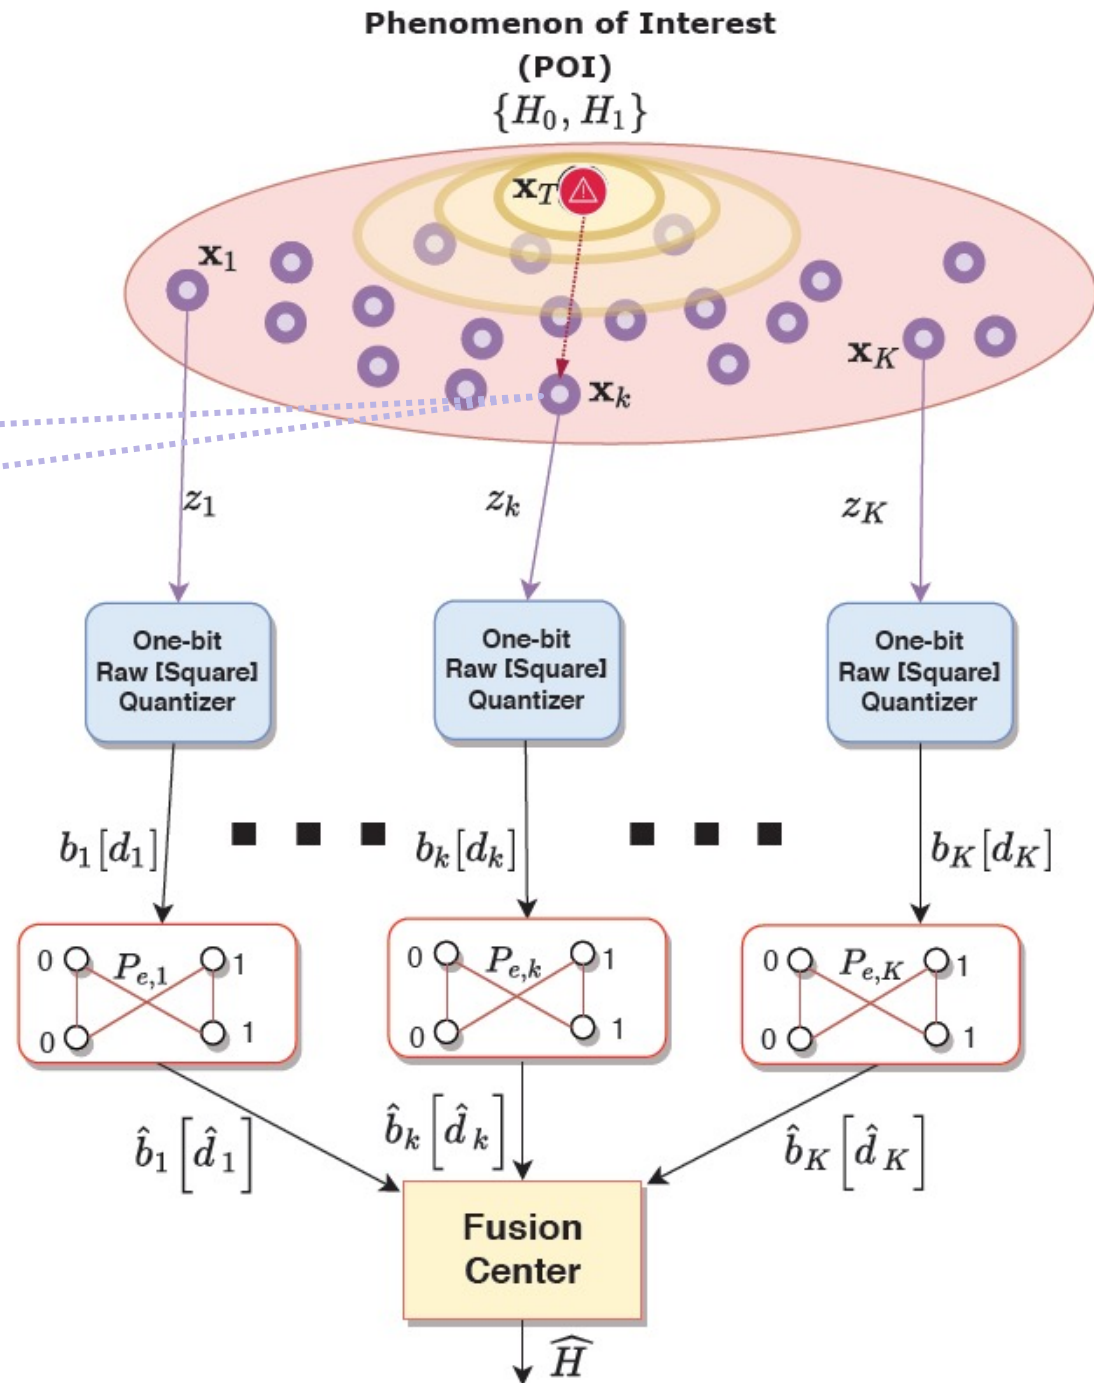 Phenomenon of Interest
(POI)
{H₀, H₁}
𝐱_T
𝐱₁
𝐱_K
𝐱_k
z₁
z_k
z_K
One-bit
Raw [Square]
Quantizer
One-bit
Raw [Square]
Quantizer
One-bit
Raw [Square]
Quantizer
b₁[d₁]
b_k[d_k]
b_K[d_K]
0 P_{e,1} 1
0 1
0 P_{e,k} 1
0 1
0 P_{e,K} 1
0 1
b̂₁[d̂₁]
b̂_k[d̂_k]
b̂_K[d̂_K]
Fusion
Center
Ĥ